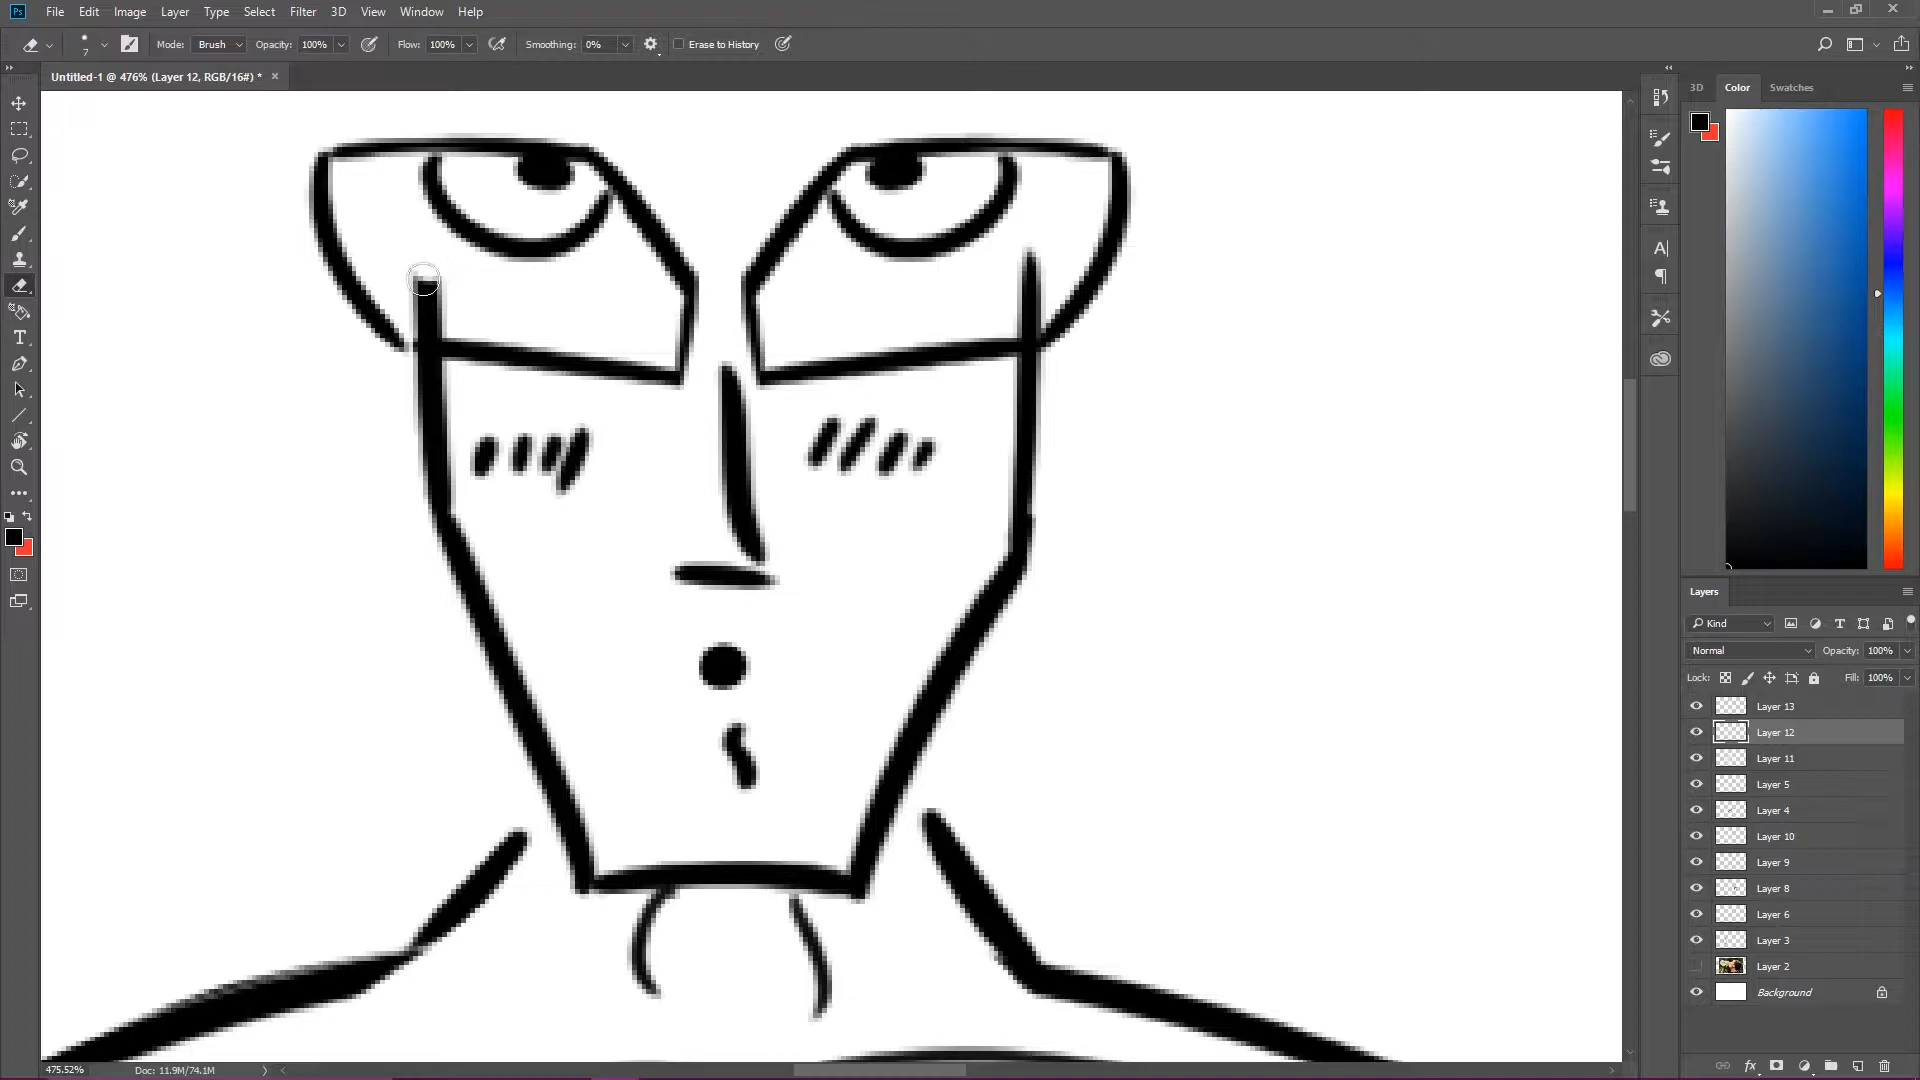 Ps File Edit Image Layer Type Select Filter 3D View Window Help
7 Mode: Brush Opacity: 100% Flow: 100% Smoothing: 0% Erase to History
Untitled-1 @ 476% (Layer 12, RGB/16#) * ×
3D Color Swatches
Layers
Kind
Normal Opacity: 100%
Lock: Fill: 100%
Layer 13
Layer 12
Layer 11
Layer 5
Layer 4
Layer 10
Layer 9
Layer 8
Layer 6
Layer 3
Layer 2
Background
475.52% Doc: 11.9M/74.1M